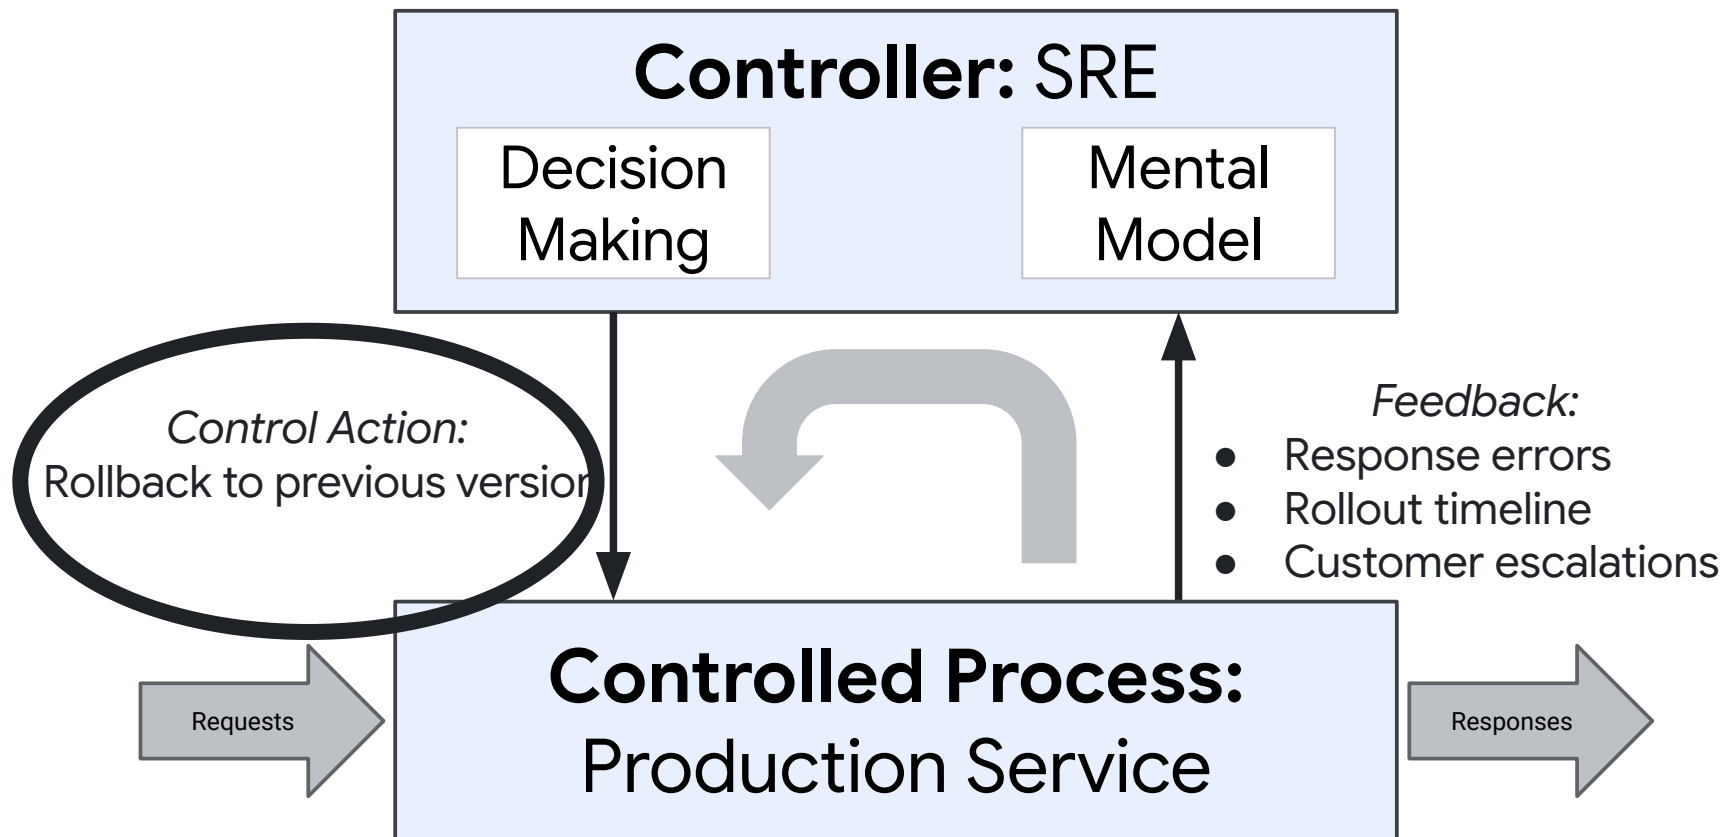 Controller: SRE
Decision
Making
Mental
Model
Control Action:
Rollback to previous version
Feedback:
● Response errors
● Rollout timeline
● Customer escalations
Requests
Controlled Process:
Production Service
Responses